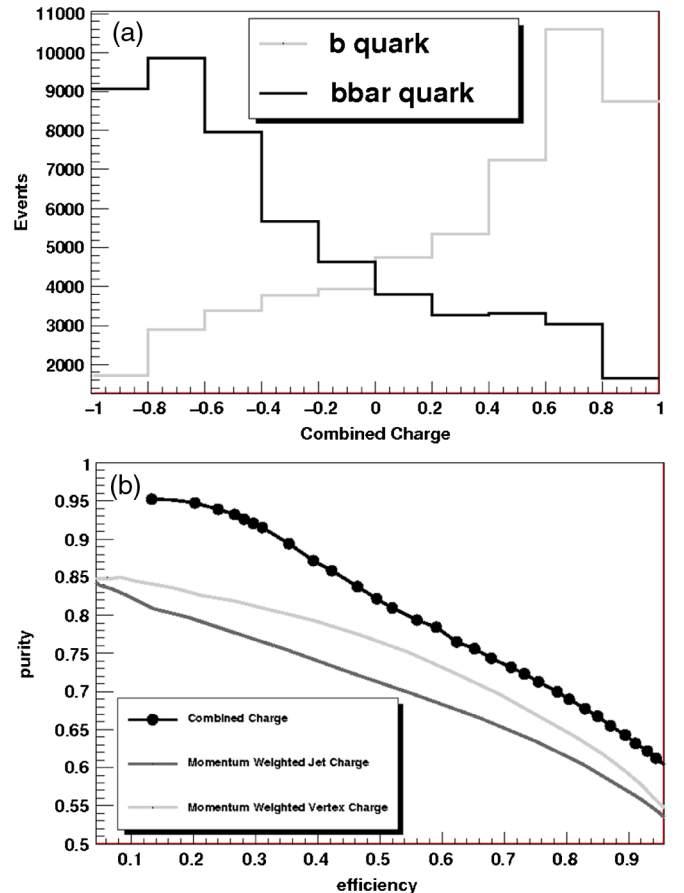 (a)
b quark
bbar quark
11000
10000
9000
8000
7000
6000
5000
4000
3000
2000
Events
−1 −0.8 −0.6 −0.4 −0.2 0 0.2 0.4 0.6 0.8 1
Combined Charge
(b)
1
0.95
0.9
0.85
0.8
0.75
0.7
0.65
0.6
0.55
0.5
purity
Combined Charge
Momentum Weighted Jet Charge
Momentum Weighted Vertex Charge
0.1 0.2 0.3 0.4 0.5 0.6 0.7 0.8 0.9
efficiency